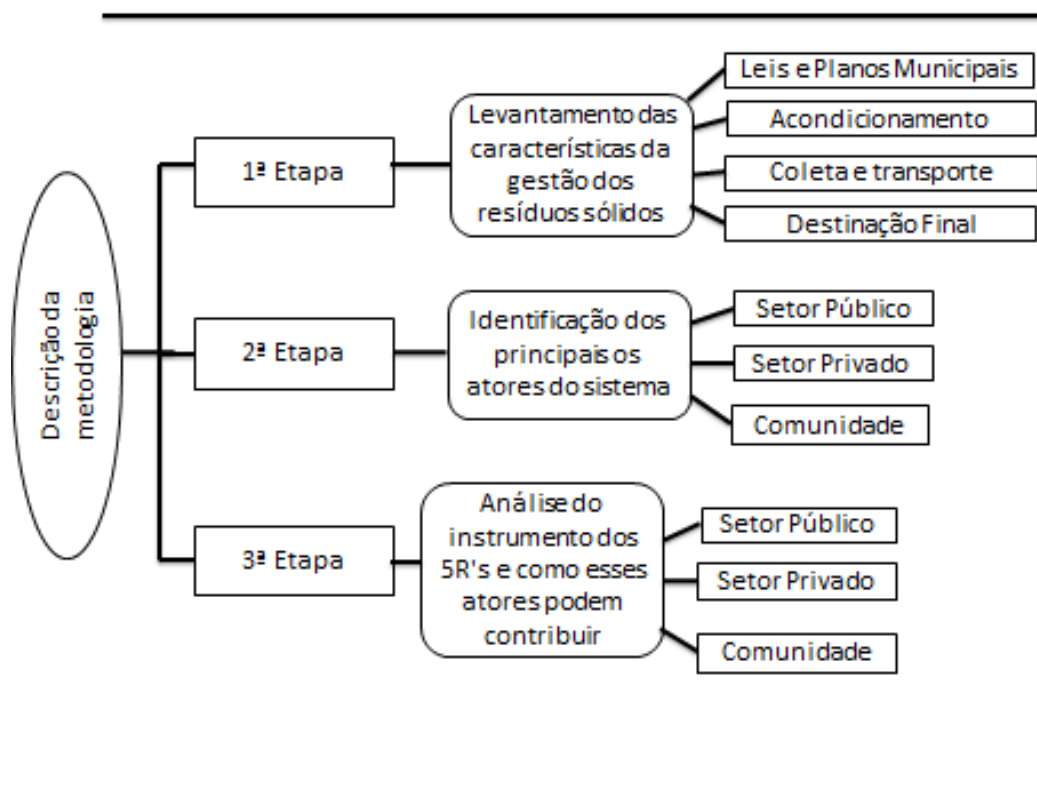 Descrição da
metodologia
1ª Etapa
Levantamento das
características da
gestão dos
resíduos sólidos
Leis e Planos Municipais
Acondicionamento
Coleta e transporte
Destinação Final
2ª Etapa
Identificação dos
principais os
atores do sistema
Setor Público
Setor Privado
Comunidade
3ª Etapa
Análise do
instrumento dos
5R's e como esses
atores podem
contribuir
Setor Público
Setor Privado
Comunidade